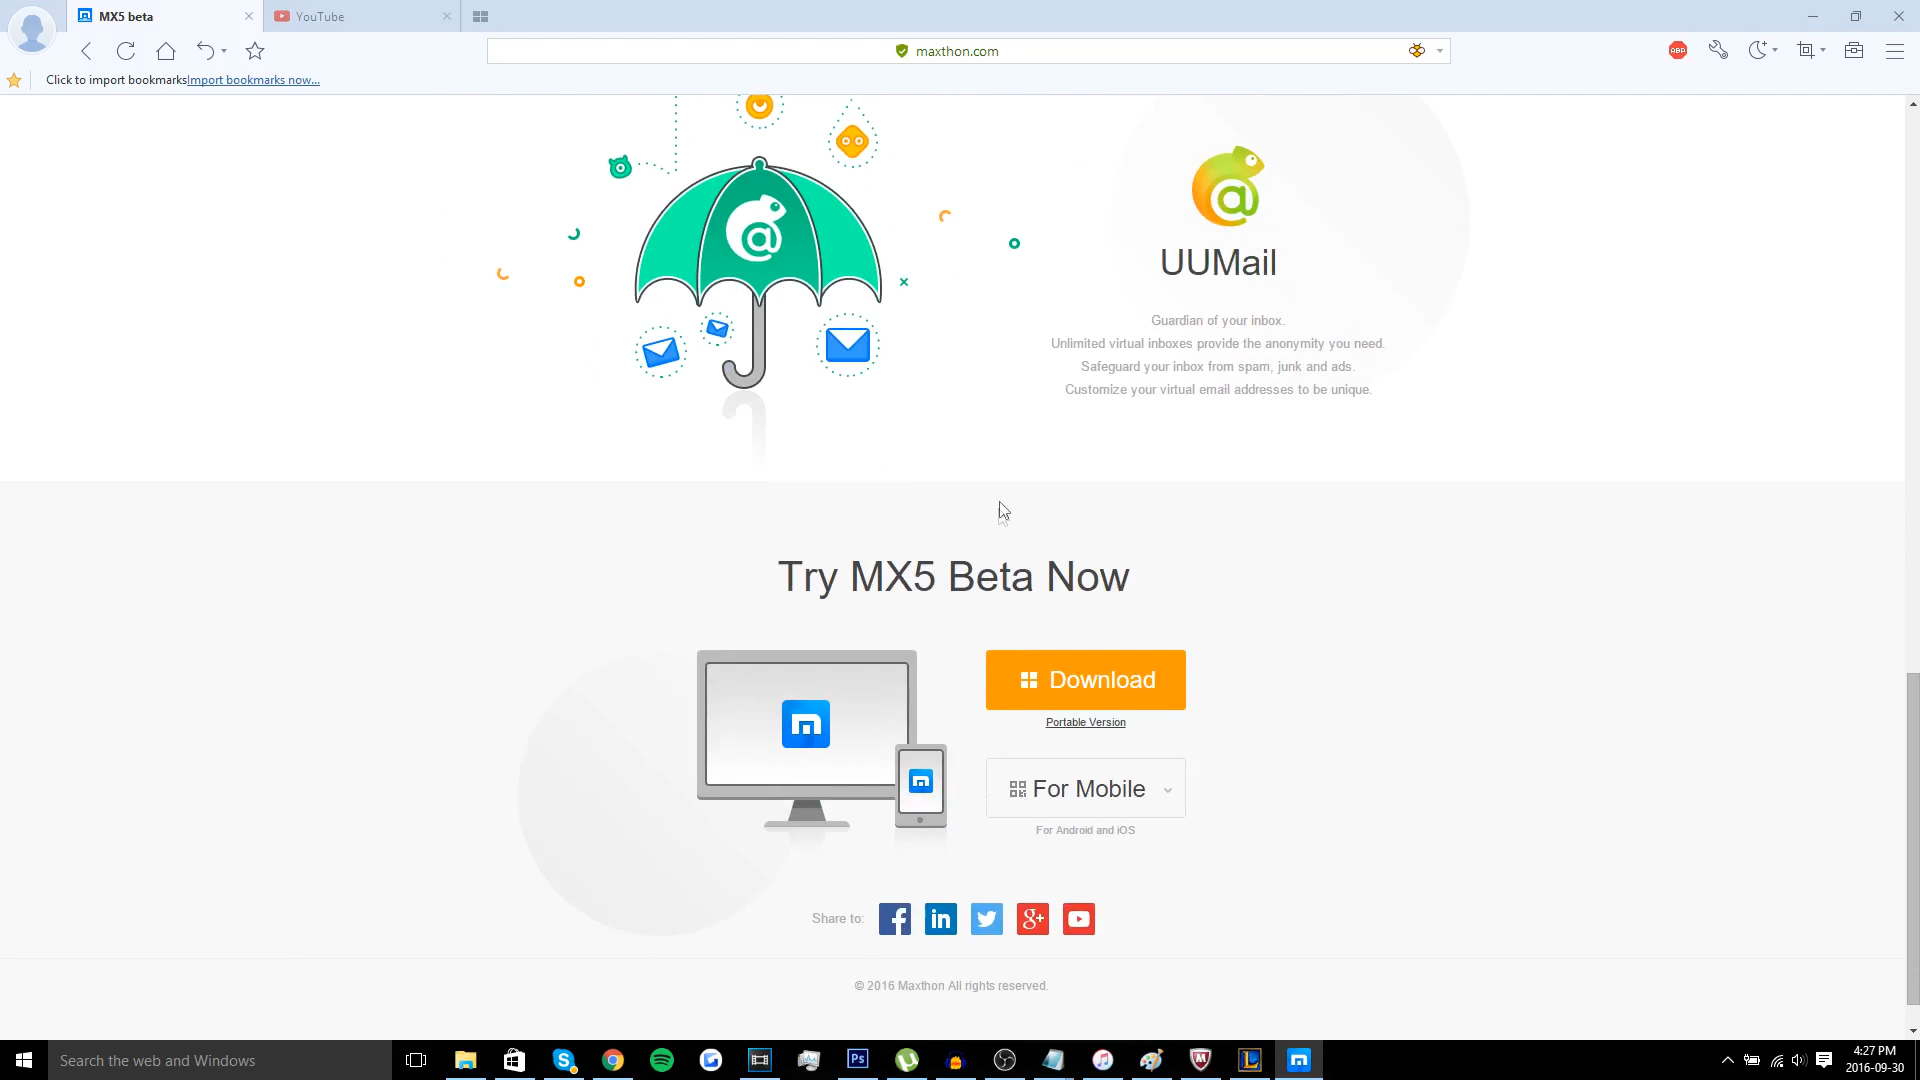 MX5 beta
YouTube
maxthon.com
ABP
Click to import bookmarksImport bookmarks now...
UUMail
Guardian of your inbox.
Unlimited virtual inboxes provide the anonymity you need.
Safeguard your inbox from spam, junk and ads.
Customize your virtual email addresses to be unique.
Try MX5 Beta Now
Download
Portable Version
For Mobile
For Android and iOS
Share to:
© 2016 Maxthon All rights reserved.
Search the web and Windows
Ps
4:27 PM
2016-09-30